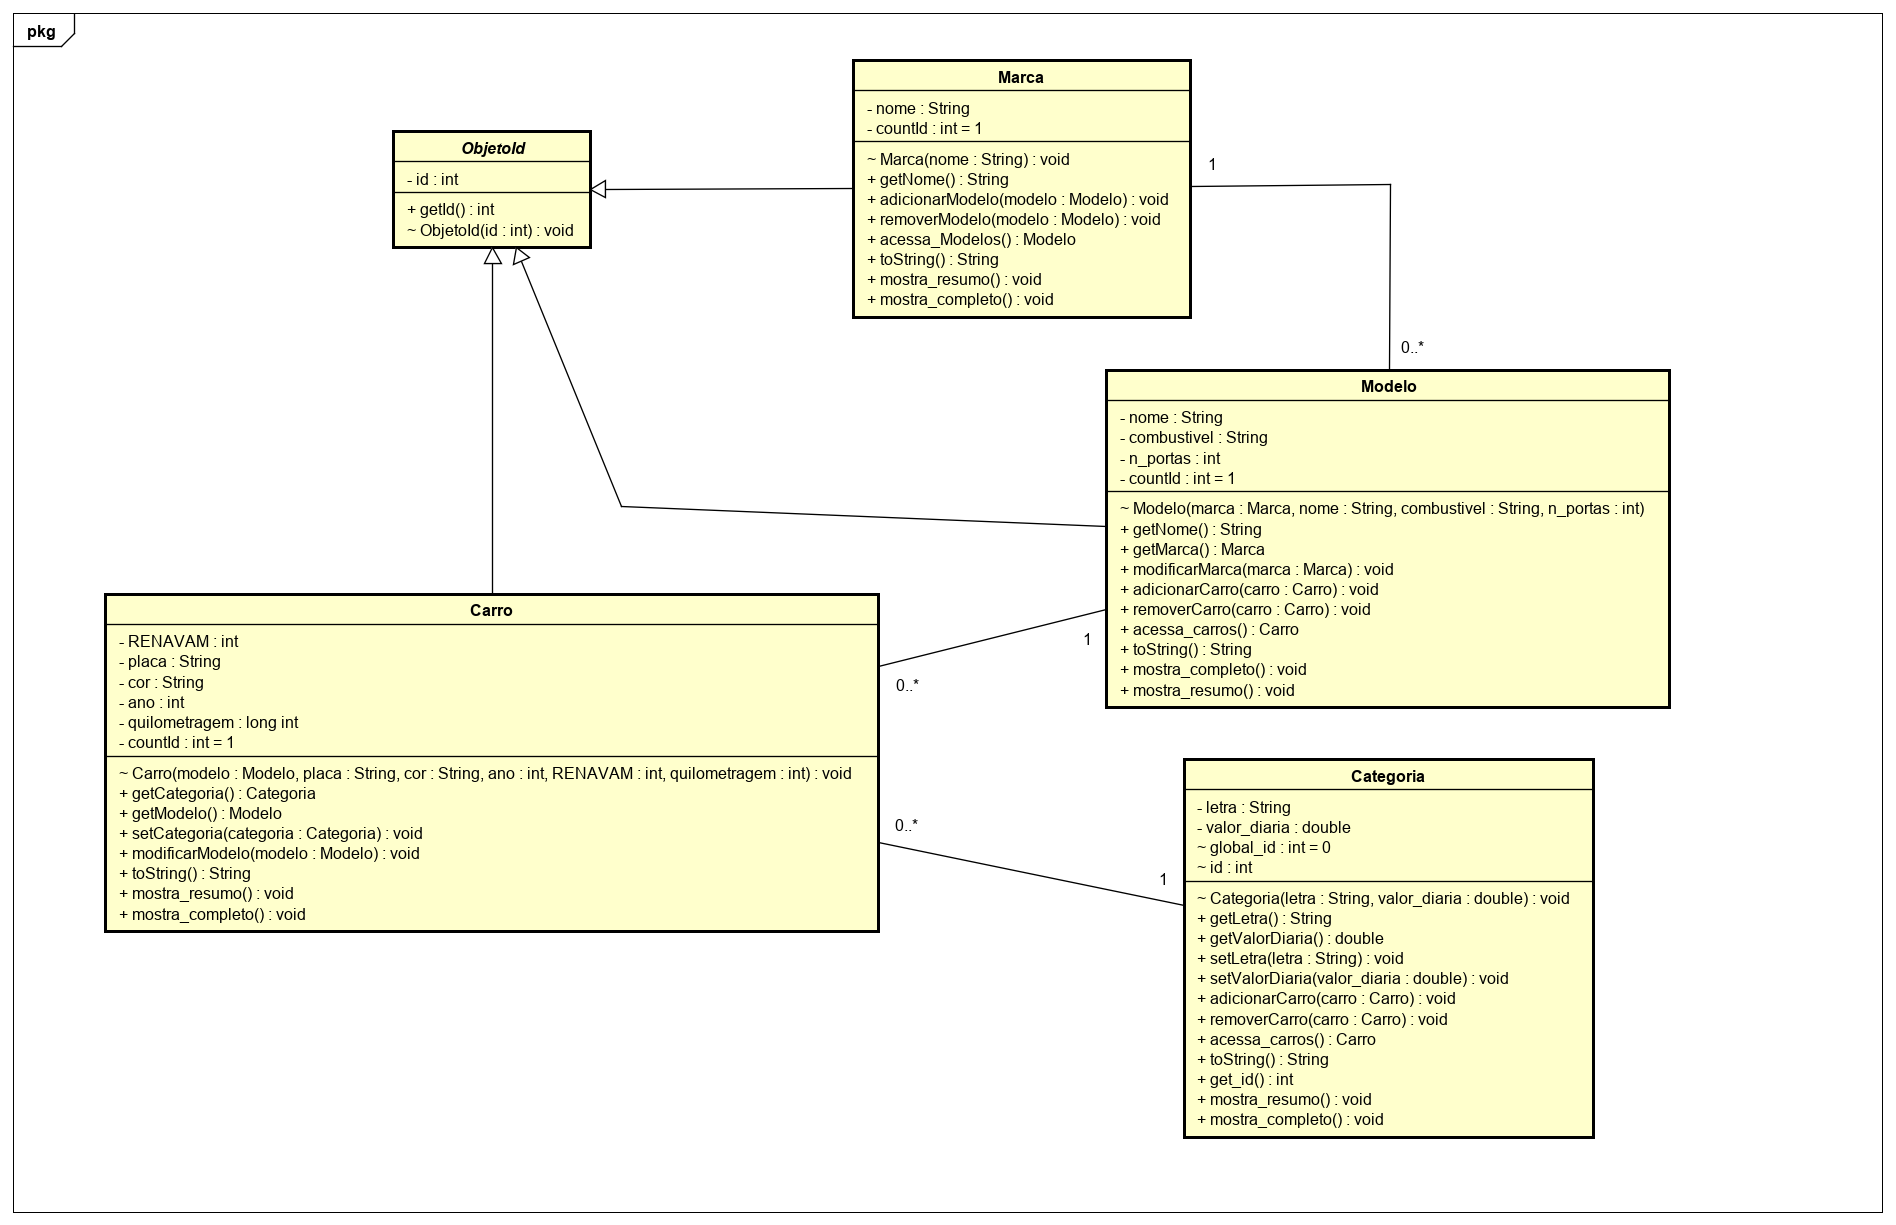 pkg
Marca
- nome : String
- countId : int = 1
~ Marca(nome : String) : void
+ getNome() : String
+ adicionarModelo(modelo : Modelo) : void
+ removerModelo(modelo : Modelo) : void
+ acessa_Modelos() : Modelo
+ toString() : String
+ mostra_resumo() : void
+ mostra_completo() : void
ObjetoId
- id : int
+ getId() : int
~ ObjetoId(id : int) : void
1
0..*
Modelo
- nome : String
- combustivel : String
- n_portas : int
- countId : int = 1
~ Modelo(marca : Marca, nome : String, combustivel : String, n_portas : int)
+ getNome() : String
+ getMarca() : Marca
+ modificarMarca(marca : Marca) : void
+ adicionarCarro(carro : Carro) : void
+ removerCarro(carro : Carro) : void
+ acessa_carros() : Carro
+ toString() : String
+ mostra_completo() : void
+ mostra_resumo() : void
Carro
- RENAVAM : int
- placa : String
- cor : String
- ano : int
- quilometragem : long int
- countId : int = 1
~ Carro(modelo : Modelo, placa : String, cor : String, ano : int, RENAVAM : int, quilometragem : int) : void
+ getCategoria() : Categoria
+ getModelo() : Modelo
+ setCategoria(categoria : Categoria) : void
+ modificarModelo(modelo : Modelo) : void
+ toString() : String
+ mostra_resumo() : void
+ mostra_completo() : void
1
0..*
0..*
1
Categoria
- letra : String
- valor_diaria : double
~ global_id : int = 0
~ id : int
~ Categoria(letra : String, valor_diaria : double) : void
+ getLetra() : String
+ getValorDiaria() : double
+ setLetra(letra : String) : void
+ setValorDiaria(valor_diaria : double) : void
+ adicionarCarro(carro : Carro) : void
+ removerCarro(carro : Carro) : void
+ acessa_carros() : Carro
+ toString() : String
+ get_id() : int
+ mostra_resumo() : void
+ mostra_completo() : void